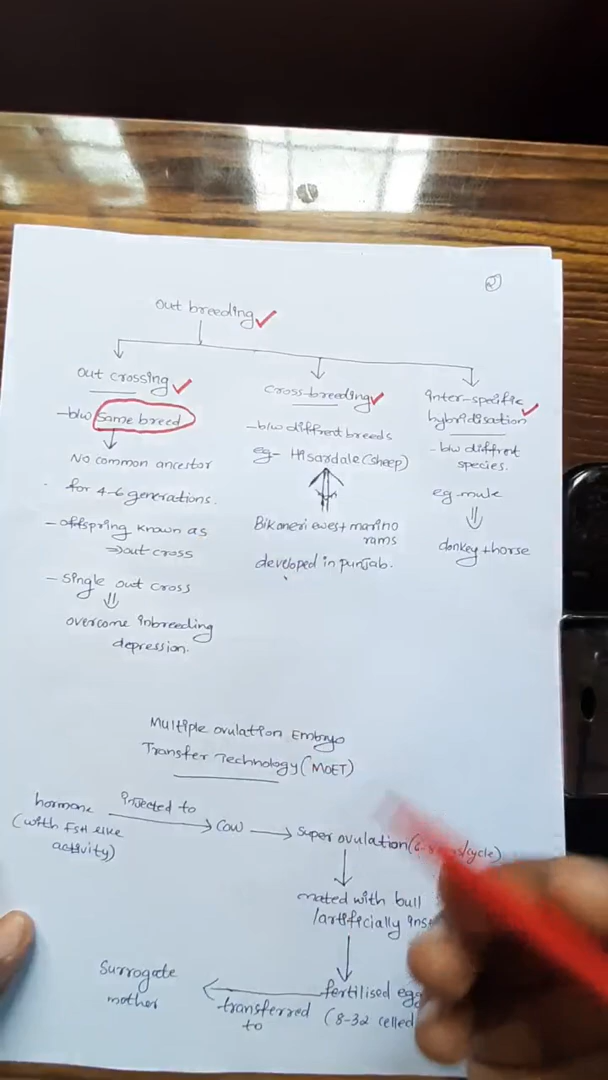 2
out breeding
out crossing
-b/w same breed
No common ancestor
for 4-6 generations.
-offspring known as
⇒out cross
-single out cross
overcome inbreeding
depression.
cross breeding
-b/w diffrent breeds
eg- Hisardale (sheep)
Bikaneri ewes+marino
rams
developed in punjab.
inter-specific
hybridisation
-b/w diffrent
species.
eg mule
donkey+horse
Multiple ovulation Embryo
Transfer Technology (MOET)
hormone
(with FSH like
activity)
injected to
cow
super ovulation
/cycle)
mated with bull
/artificially
fertilised
(8-32 celled
transferred
to
Surrogate
mother